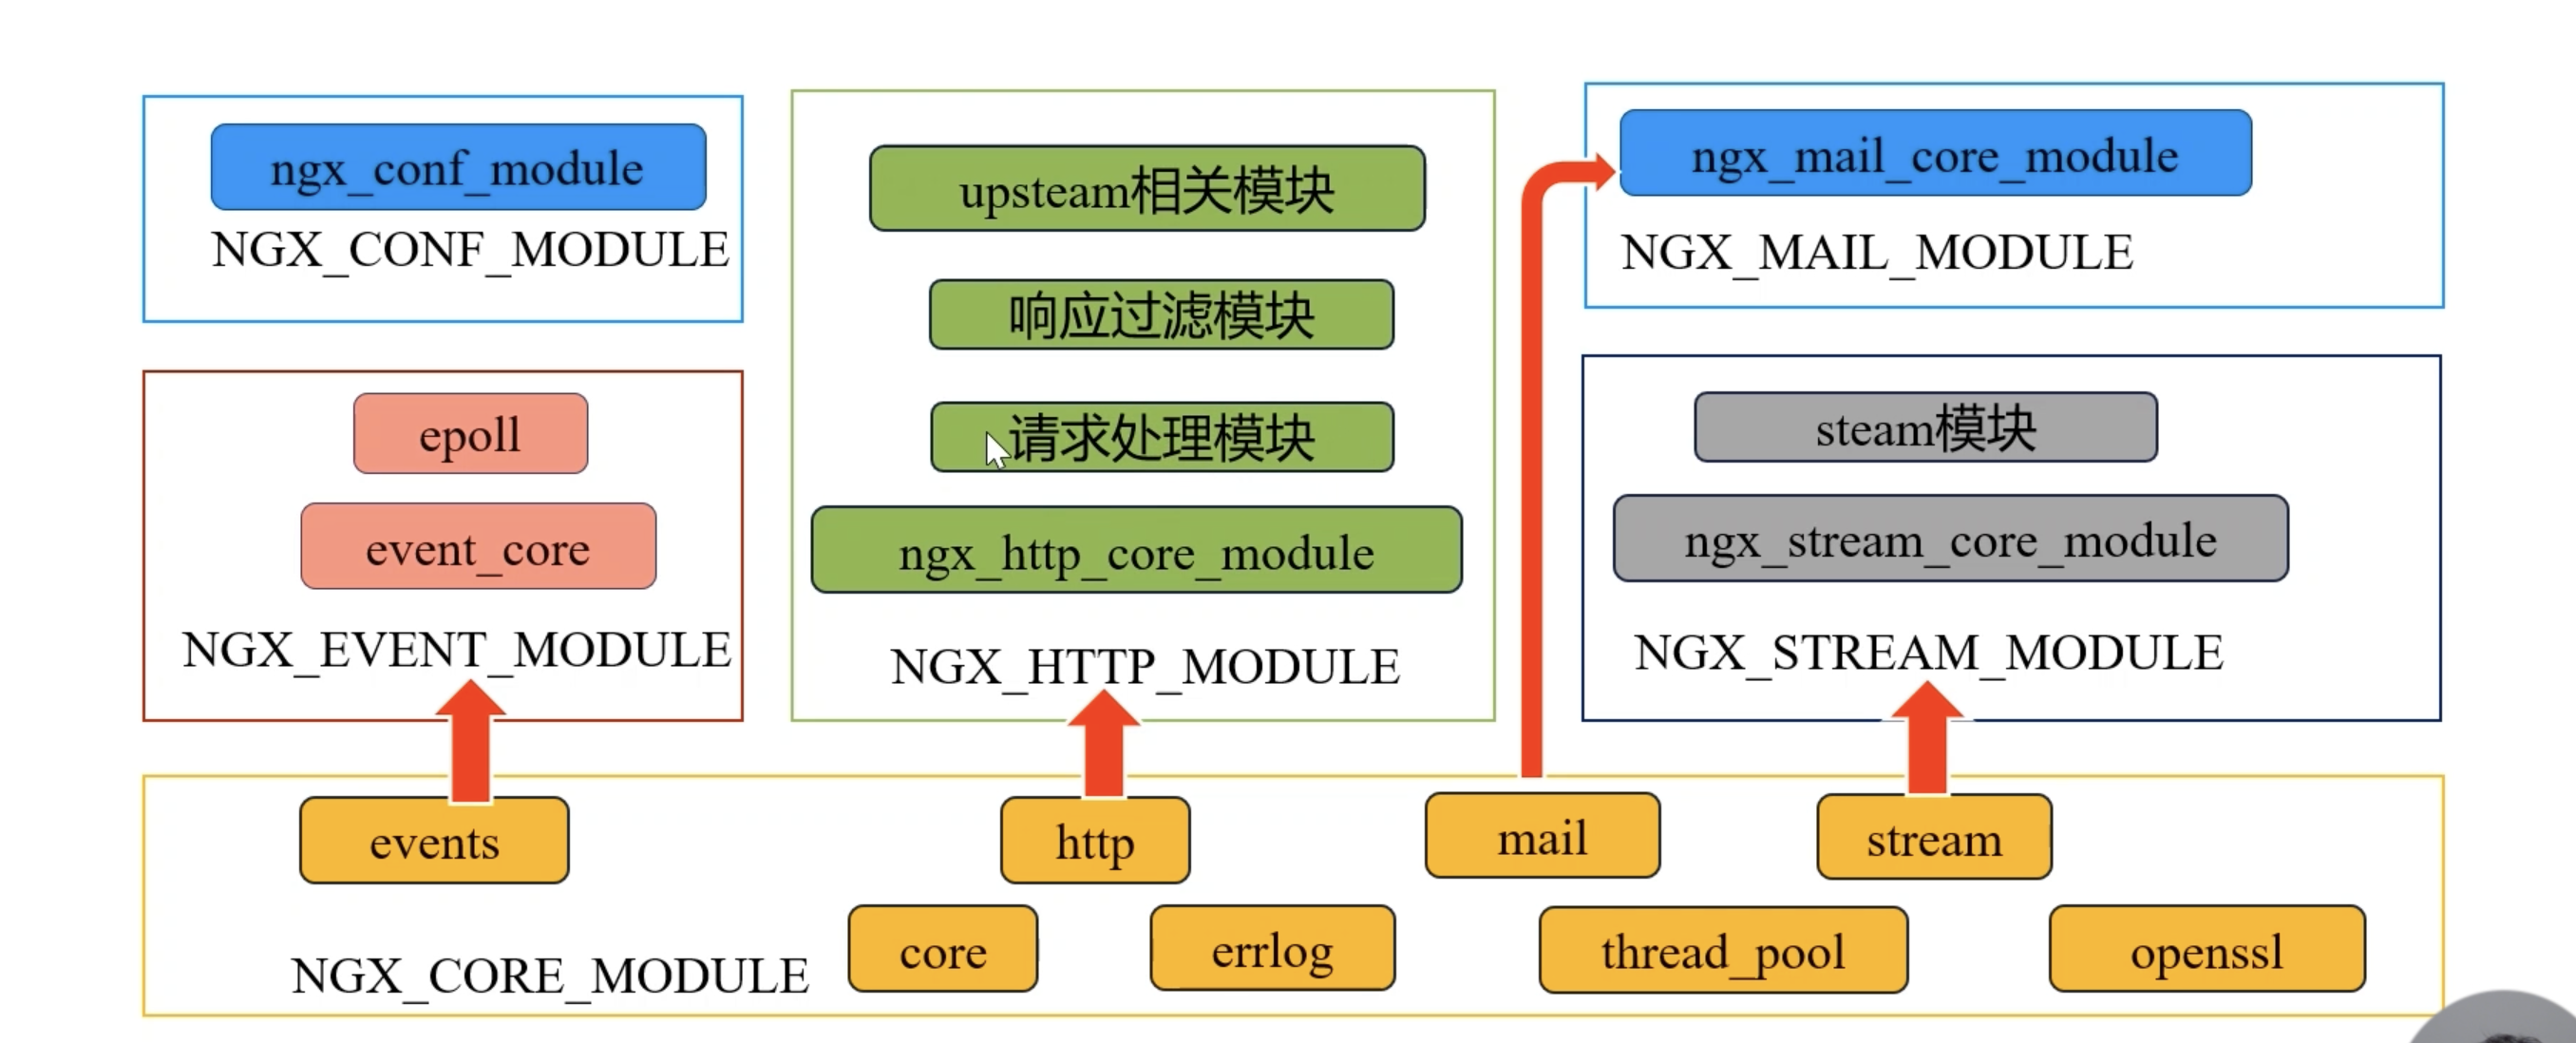 ngx_conf_module
NGX_CONF_MODULE
epoll
event_core
NGX_EVENT_MODULE
upsteam相关模块
响应过滤模块
请求处理模块
ngx_http_core_module
NGX_HTTP_MODULE
ngx_mail_core_module
NGX_MAIL_MODULE
steam模块
ngx_stream_core_module
NGX_STREAM_MODULE
events
http
mail
stream
NGX_CORE_MODULE
core
errlog
thread_pool
openssl